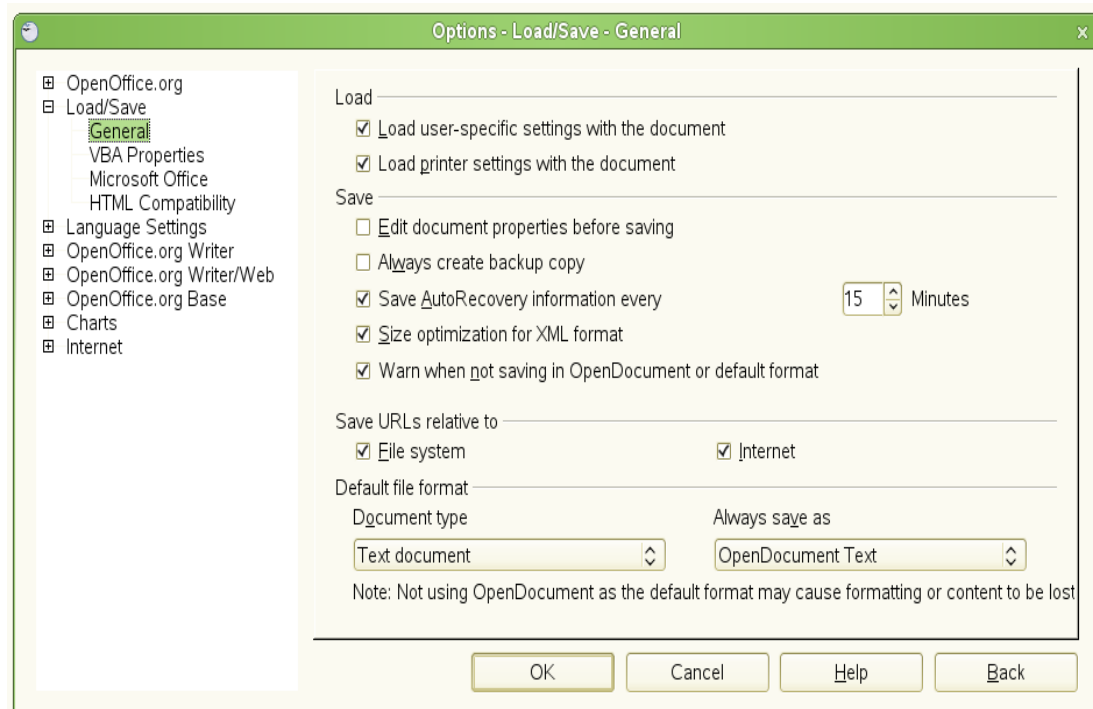 Options - Load/Save - General
OpenOffice.org
Load/Save
General
VBA Properties
Microsoft Office
HTML Compatibility
Language Settings
OpenOffice.org Writer
OpenOffice.org Writer/Web
OpenOffice.org Base
Charts
Internet
Load
Load user-specific settings with the document
Load printer settings with the document
Save
Edit document properties before saving
Always create backup copy
Save AutoRecovery information every 15 Minutes
Size optimization for XML format
Warn when not saving in OpenDocument or default format
Save URLs relative to
File system Internet
Default file format
Document type Always save as
Text document OpenDocument Text
Note: Not using OpenDocument as the default format may cause formatting or content to be lost
OK Cancel Help Back